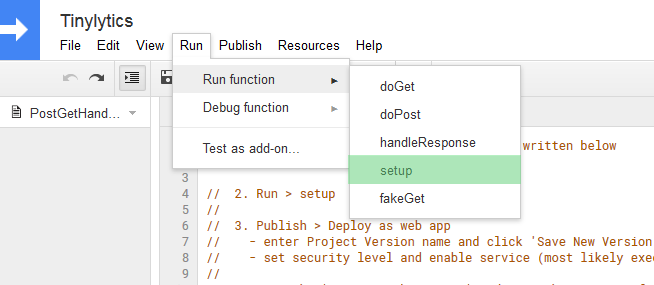 Tinylytics
File Edit View Run Publish Resources Help
Run function
Debug function
Test as add-on...
doGet
doPost
handleResponse
setup
fakeGet
PostGetHand...
written below
3
4 // 2. Run > setup
5 //
6 // 3. Publish > Deploy as web app
7 // - enter Project Version name and click 'Save New Version
8 // - set security level and enable service (most likely exec
9 //